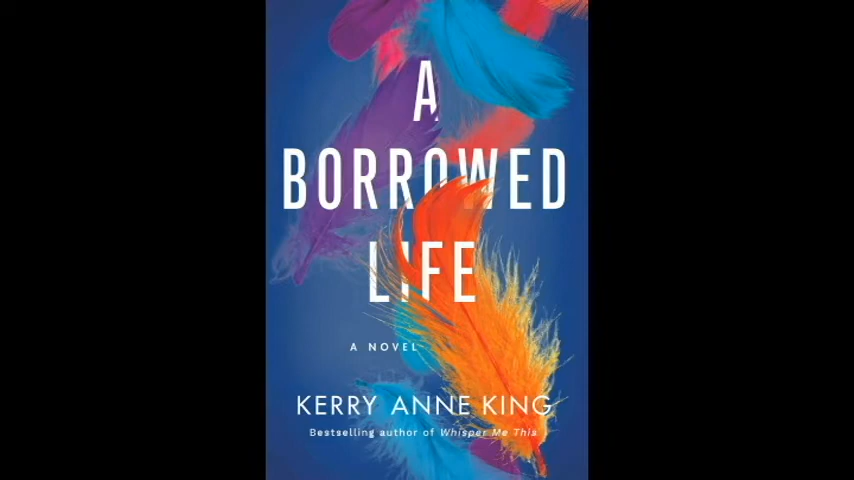 A
BORROWED
LIFE
A NOVEL
KERRY ANNE KING
Bestselling author of Whisper Me This